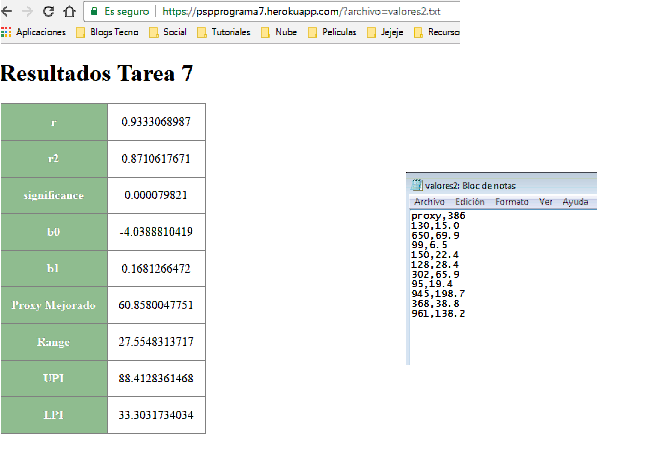 Es seguro https://pspprograma7.herokuapp.com/?archivo=valores2.txt
Aplicaciones Blogs Tecno Social Tutoriales Nube Peliculas Jejeje Recurso
Resultados Tarea 7
r 0.9333068987
r2 0.8710617671
significance 0.000079821
b0 -4.0388810419
b1 0.1681266472
Proxy Mejorado 60.8580047751
Range 27.5548313717
UPI 88.4128361468
LPI 33.3031734034
valores2: Bloc de notas
Archivo Edición Formato Ver Ayuda
proxy,386
130,15.0
650,69.9
99,6.5
150,22.4
128,28.4
302,65.9
95,19.4
945,198.7
368,38.8
961,138.2